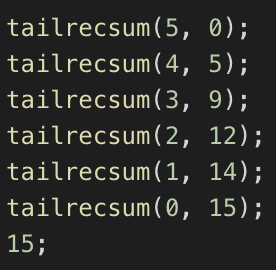 tailrecsum(5, 0);
tailrecsum(4, 5);
tailrecsum(3, 9);
tailrecsum(2, 12);
tailrecsum(1, 14);
tailrecsum(0, 15);
15;